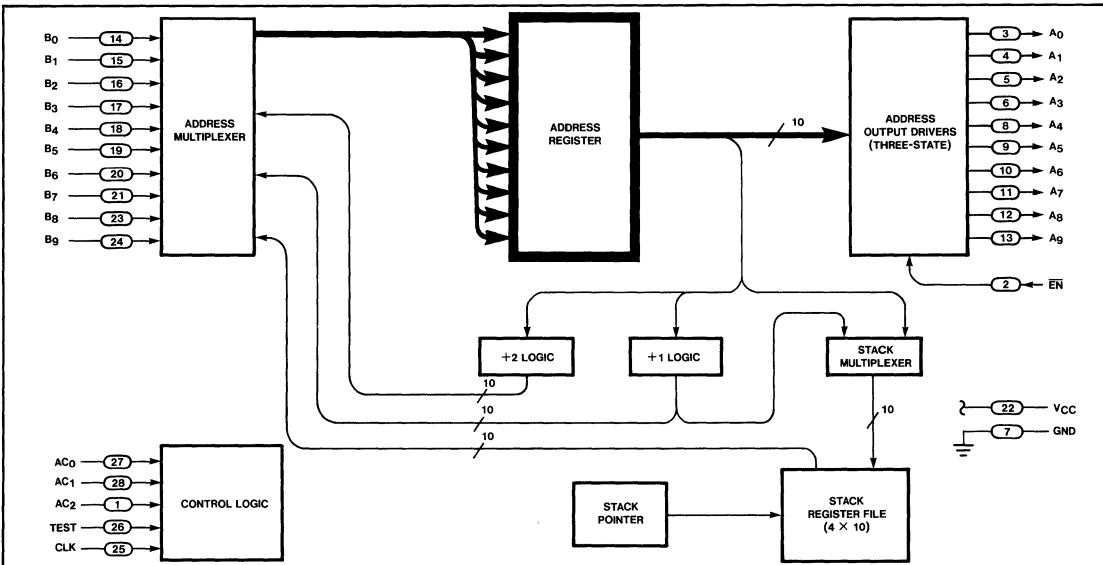 B0 14
B1 15
B2 16
B3 17
B4 18
B5 19
B6 20
B7 21
B8 23
B9 24
ADDRESS
MULTIPLEXER
ADDRESS
REGISTER
10
ADDRESS
OUTPUT DRIVERS
(THREE-STATE)
3 A0
4 A1
5 A2
6 A3
8 A4
9 A5
10 A6
11 A7
12 A8
13 A9
2 E̅N̅
+2 LOGIC
+1 LOGIC
STACK
MULTIPLEXER
10
10
10
10
22 VCC
7 GND
AC0 27
AC1 28
AC2 1
TEST 26
CLK 25
CONTROL LOGIC
STACK
POINTER
STACK
REGISTER FILE
(4 × 10)